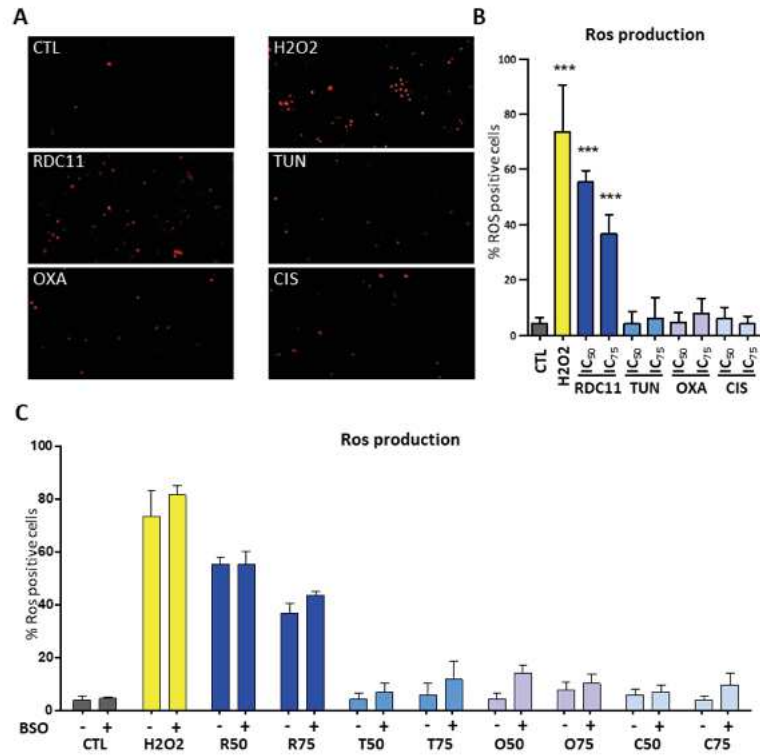 A
CTL
H2O2
RDC11
TUN
OXA
CIS
B
Ros production
% ROS positive cells
100
80
60
40
20
0
*** *** ***
CTL H2O2 IC50 IC75 IC50 IC75 IC50 IC75 IC50 IC75
RDC11 TUN OXA CIS
C
Ros production
% Ros positive cells
100
80
60
40
20
0
BSO - + - + - + - + - + - + - + - + - + - +
CTL H2O2 R50 R75 T50 T75 O50 O75 C50 C75